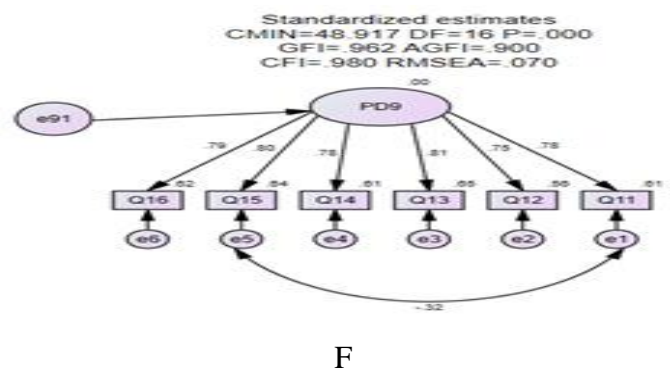 Standardized estimates
CMIN=48.917 DF=16 P=.000
GFI=.962 AGFI=.900
CFI=.980 RMSEA=.070
.00
e91
PD9
.79 .80 .78 .81 .75 .78
.62 .64 .61 .65 .56 .61
Q16 Q15 Q14 Q13 Q12 Q11
e6 e5 e4 e3 e2 e1
-.32
F